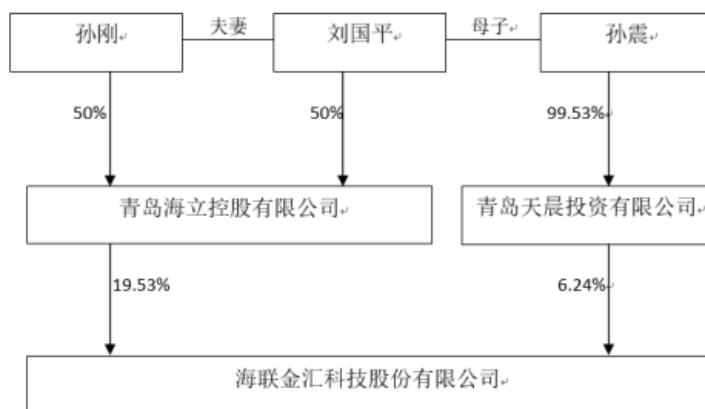 孙刚
夫妻
刘国平
母子
孙震
50%
50%
99.53%
青岛海立控股有限公司
青岛天晨投资有限公司
19.53%
6.24%
海联金汇科技股份有限公司